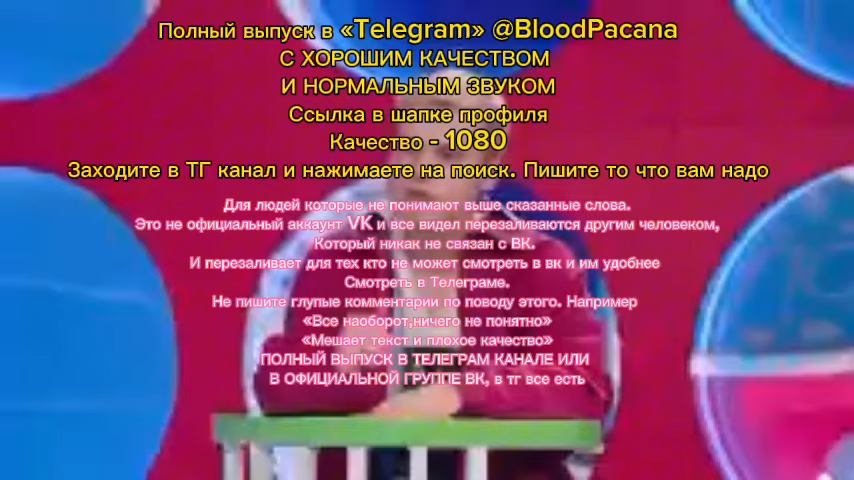 Полный выпуск в «Telegram» @BloodPacana
С ХОРОШИМ КАЧЕСТВОМ
И НОРМАЛЬНЫМ ЗВУКОМ
Ссылка в шапке профиля
Качество - 1080
Заходите в ТГ канал и нажимаете на поиск. Пишите то что вам надо
Для людей которые не понимают выше сказанные слова.
Это не официальный аккаунт VK и все видел перезаливаются другим человеком,
Который никак не связан с ВК.
И перезаливает для тех кто не может смотреть в вк и им удобнее
Смотреть в Телеграме.
Не пишите глупые комментарии по поводу этого. Например
«Все наоборот,ничего не понятно»
«Мешает текст и плохое качество»
ПОЛНЫЙ ВЫПУСК В ТЕЛЕГРАМ КАНАЛЕ ИЛИ
В ОФИЦИАЛЬНОЙ ГРУППЕ ВК, в тг все есть